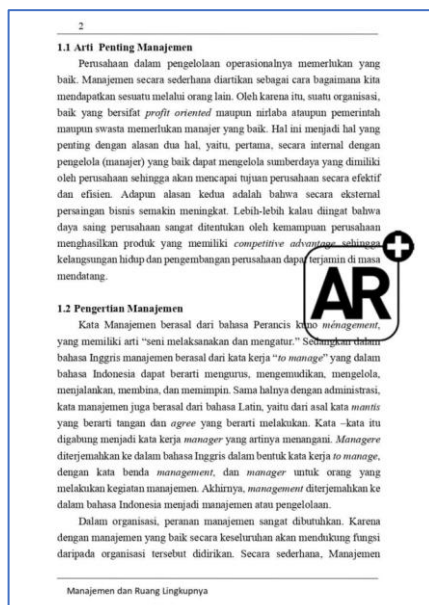 2
1.1 Arti Penting Manajemen
Perusahaan dalam pengelolaan operasionalnya memerlukan yang
baik. Manajemen secara sederhana diartikan sebagai cara bagaimana kita
mendapatkan sesuatu melalui orang lain. Oleh karena itu, suatu organisasi,
baik yang bersifat profit oriented maupun nirlaba ataupun pemerintah
maupun swasta memerlukan manajer yang baik. Hal ini menjadi hal yang
penting dengan alasan dua hal, yaitu, pertama, secara internal dengan
pengelola (manajer) yang baik dapat mengelola sumberdaya yang dimiliki
oleh perusahaan sehingga akan mencapai tujuan perusahaan secara efektif
dan efisien. Adapun alasan kedua adalah bahwa secara eksternal
persaingan bisnis semakin meningkat. Lebih-lebih kalau diingat bahwa
daya saing perusahaan sangat ditentukan oleh kemampuan perusahaan
menghasilkan produk yang memiliki competitive advantage sehingga
kelangsungan hidup dan pengembangan perusahaan dapat terjamin di masa
mendatang.
AR+
1.2 Pengertian Manajemen
Kata Manajemen berasal dari bahasa Perancis kuno ménagement,
yang memiliki arti “seni melaksanakan dan mengatur.” Sedangkan dalam
bahasa Inggris manajemen berasal dari kata kerja “to manage” yang dalam
bahasa Indonesia dapat berarti mengurus, mengemudikan, mengelola,
menjalankan, membina, dan memimpin. Sama halnya dengan administrasi,
kata manajemen juga berasal dari bahasa Latin, yaitu dari asal kata mantis
yang berarti tangan dan agree yang berarti melakukan. Kata –kata itu
digabung menjadi kata kerja manager yang artinya menangani. Managere
diterjemahkan ke dalam bahasa Inggris dalam bentuk kata kerja to manage,
dengan kata benda management, dan manager untuk orang yang
melakukan kegiatan manajemen. Akhirnya, management diterjemahkan ke
dalam bahasa Indonesia menjadi manajemen atau pengelolaan.
Dalam organisasi, peranan manajemen sangat dibutuhkan. Karena
dengan manajemen yang baik secara keseluruhan akan mendukung fungsi
daripada organisasi tersebut didirikan. Secara sederhana, Manajemen
Manajemen dan Ruang Lingkupnya